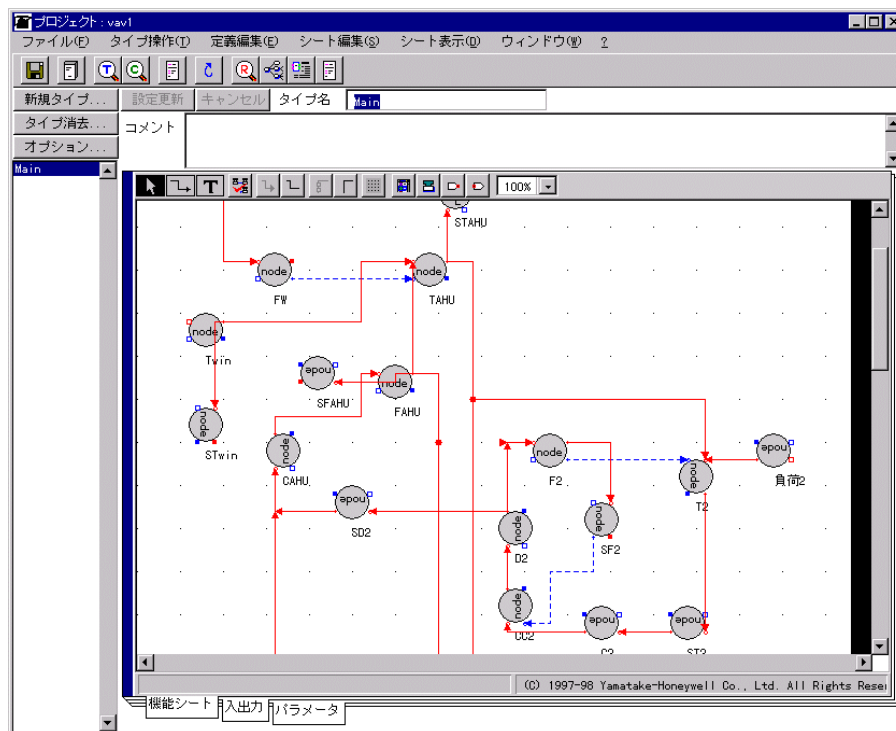 プロジェクト : vav1
ファイル(F) タイプ操作(T) 定義編集(E) シート編集(S) シート表示(D) ウィンドウ(W) ?
新規タイプ... 設定更新 キャンセル タイプ名 Main
タイプ消去... コメント
オプション...
Main
T 100%
STAHU
node node
FW TAHU
node
Twin
node node
SFAHU FAHU
node
STwin
node
CAHU
node
F2
node
負荷2
node
T2
node
SD2
node
D2
node
SF2
node
CC2
node
node
(C) 1997-98 Yamatake-Honeywell Co., Ltd. All Rights Rese
機能シート 入出力 パラメータ